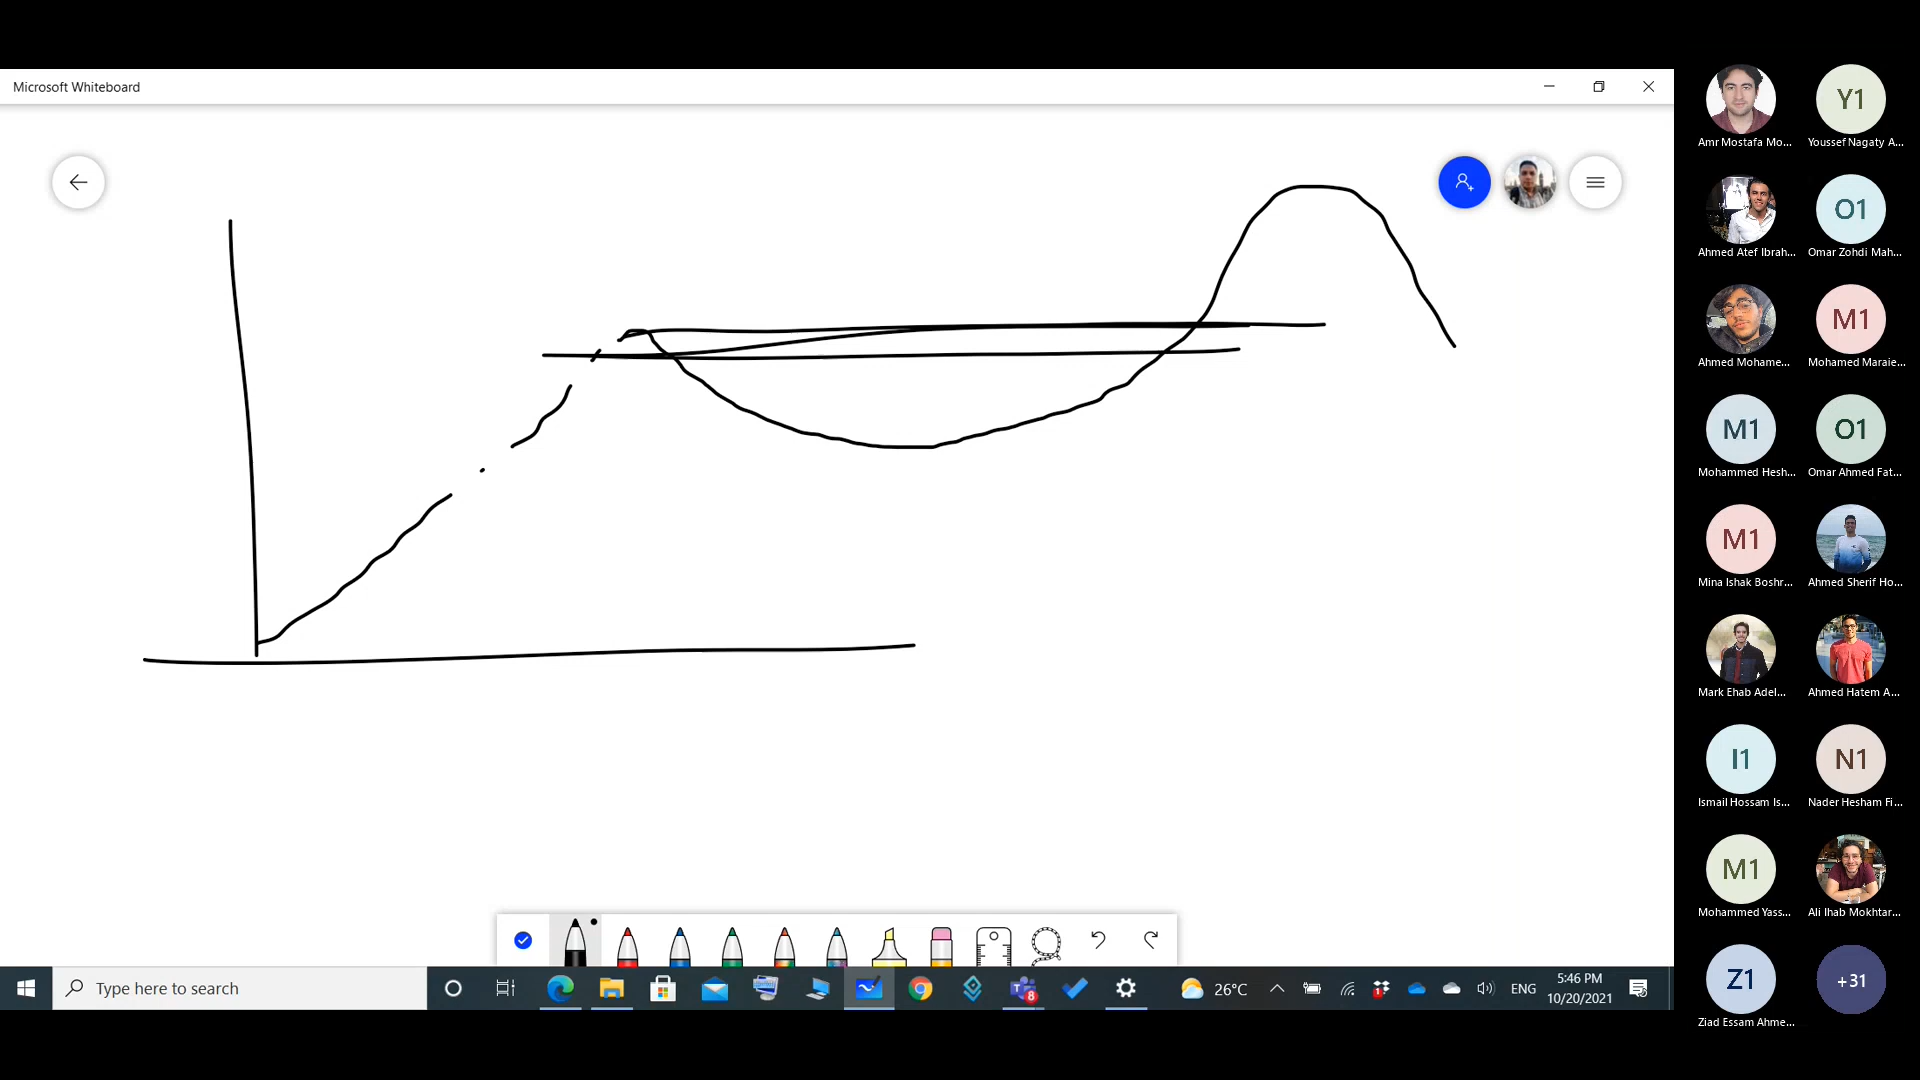 Microsoft Whiteboard
Amr Mostafa Mo...
Y1
Youssef Nagaty A...
Ahmed Atef Ibrah...
O1
Omar Zohdi Mah...
Ahmed Mohame...
M1
Mohamed Maraie...
M1
Mohammed Hesh...
O1
Omar Ahmed Fat...
M1
Mina Ishak Boshr...
Ahmed Sherif Ho...
Mark Ehab Adel...
Ahmed Hatem A...
I1
Ismail Hossam Is...
N1
Nader Hesham Fi...
M1
Mohammed Yass...
Ali Ihab Mokhtar...
Z1
Ziad Essam Ahme...
+31
Type here to search
8
26°C
1
ENG
5:46 PM
10/20/2021